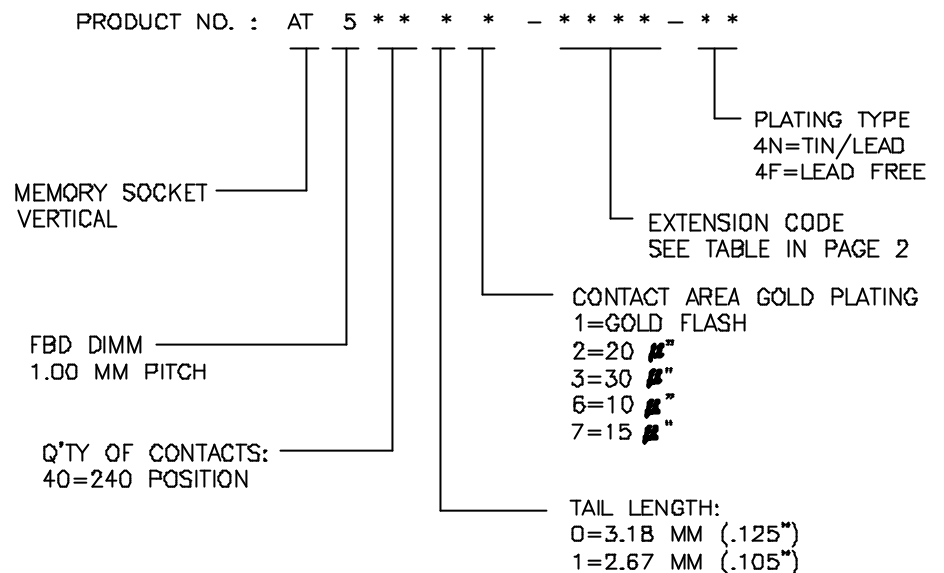 PRODUCT NO. : AT 5 * * * * - * * * * - * *
PLATING TYPE
4N=TIN/LEAD
4F=LEAD FREE
MEMORY SOCKET
VERTICAL
EXTENSION CODE
SEE TABLE IN PAGE 2
CONTACT AREA GOLD PLATING
1=GOLD FLASH
2=20 µ"
3=30 µ"
6=10 µ"
7=15 µ"
FBD DIMM
1.00 MM PITCH
Q'TY OF CONTACTS:
40=240 POSITION
TAIL LENGTH:
0=3.18 MM (.125")
1=2.67 MM (.105")